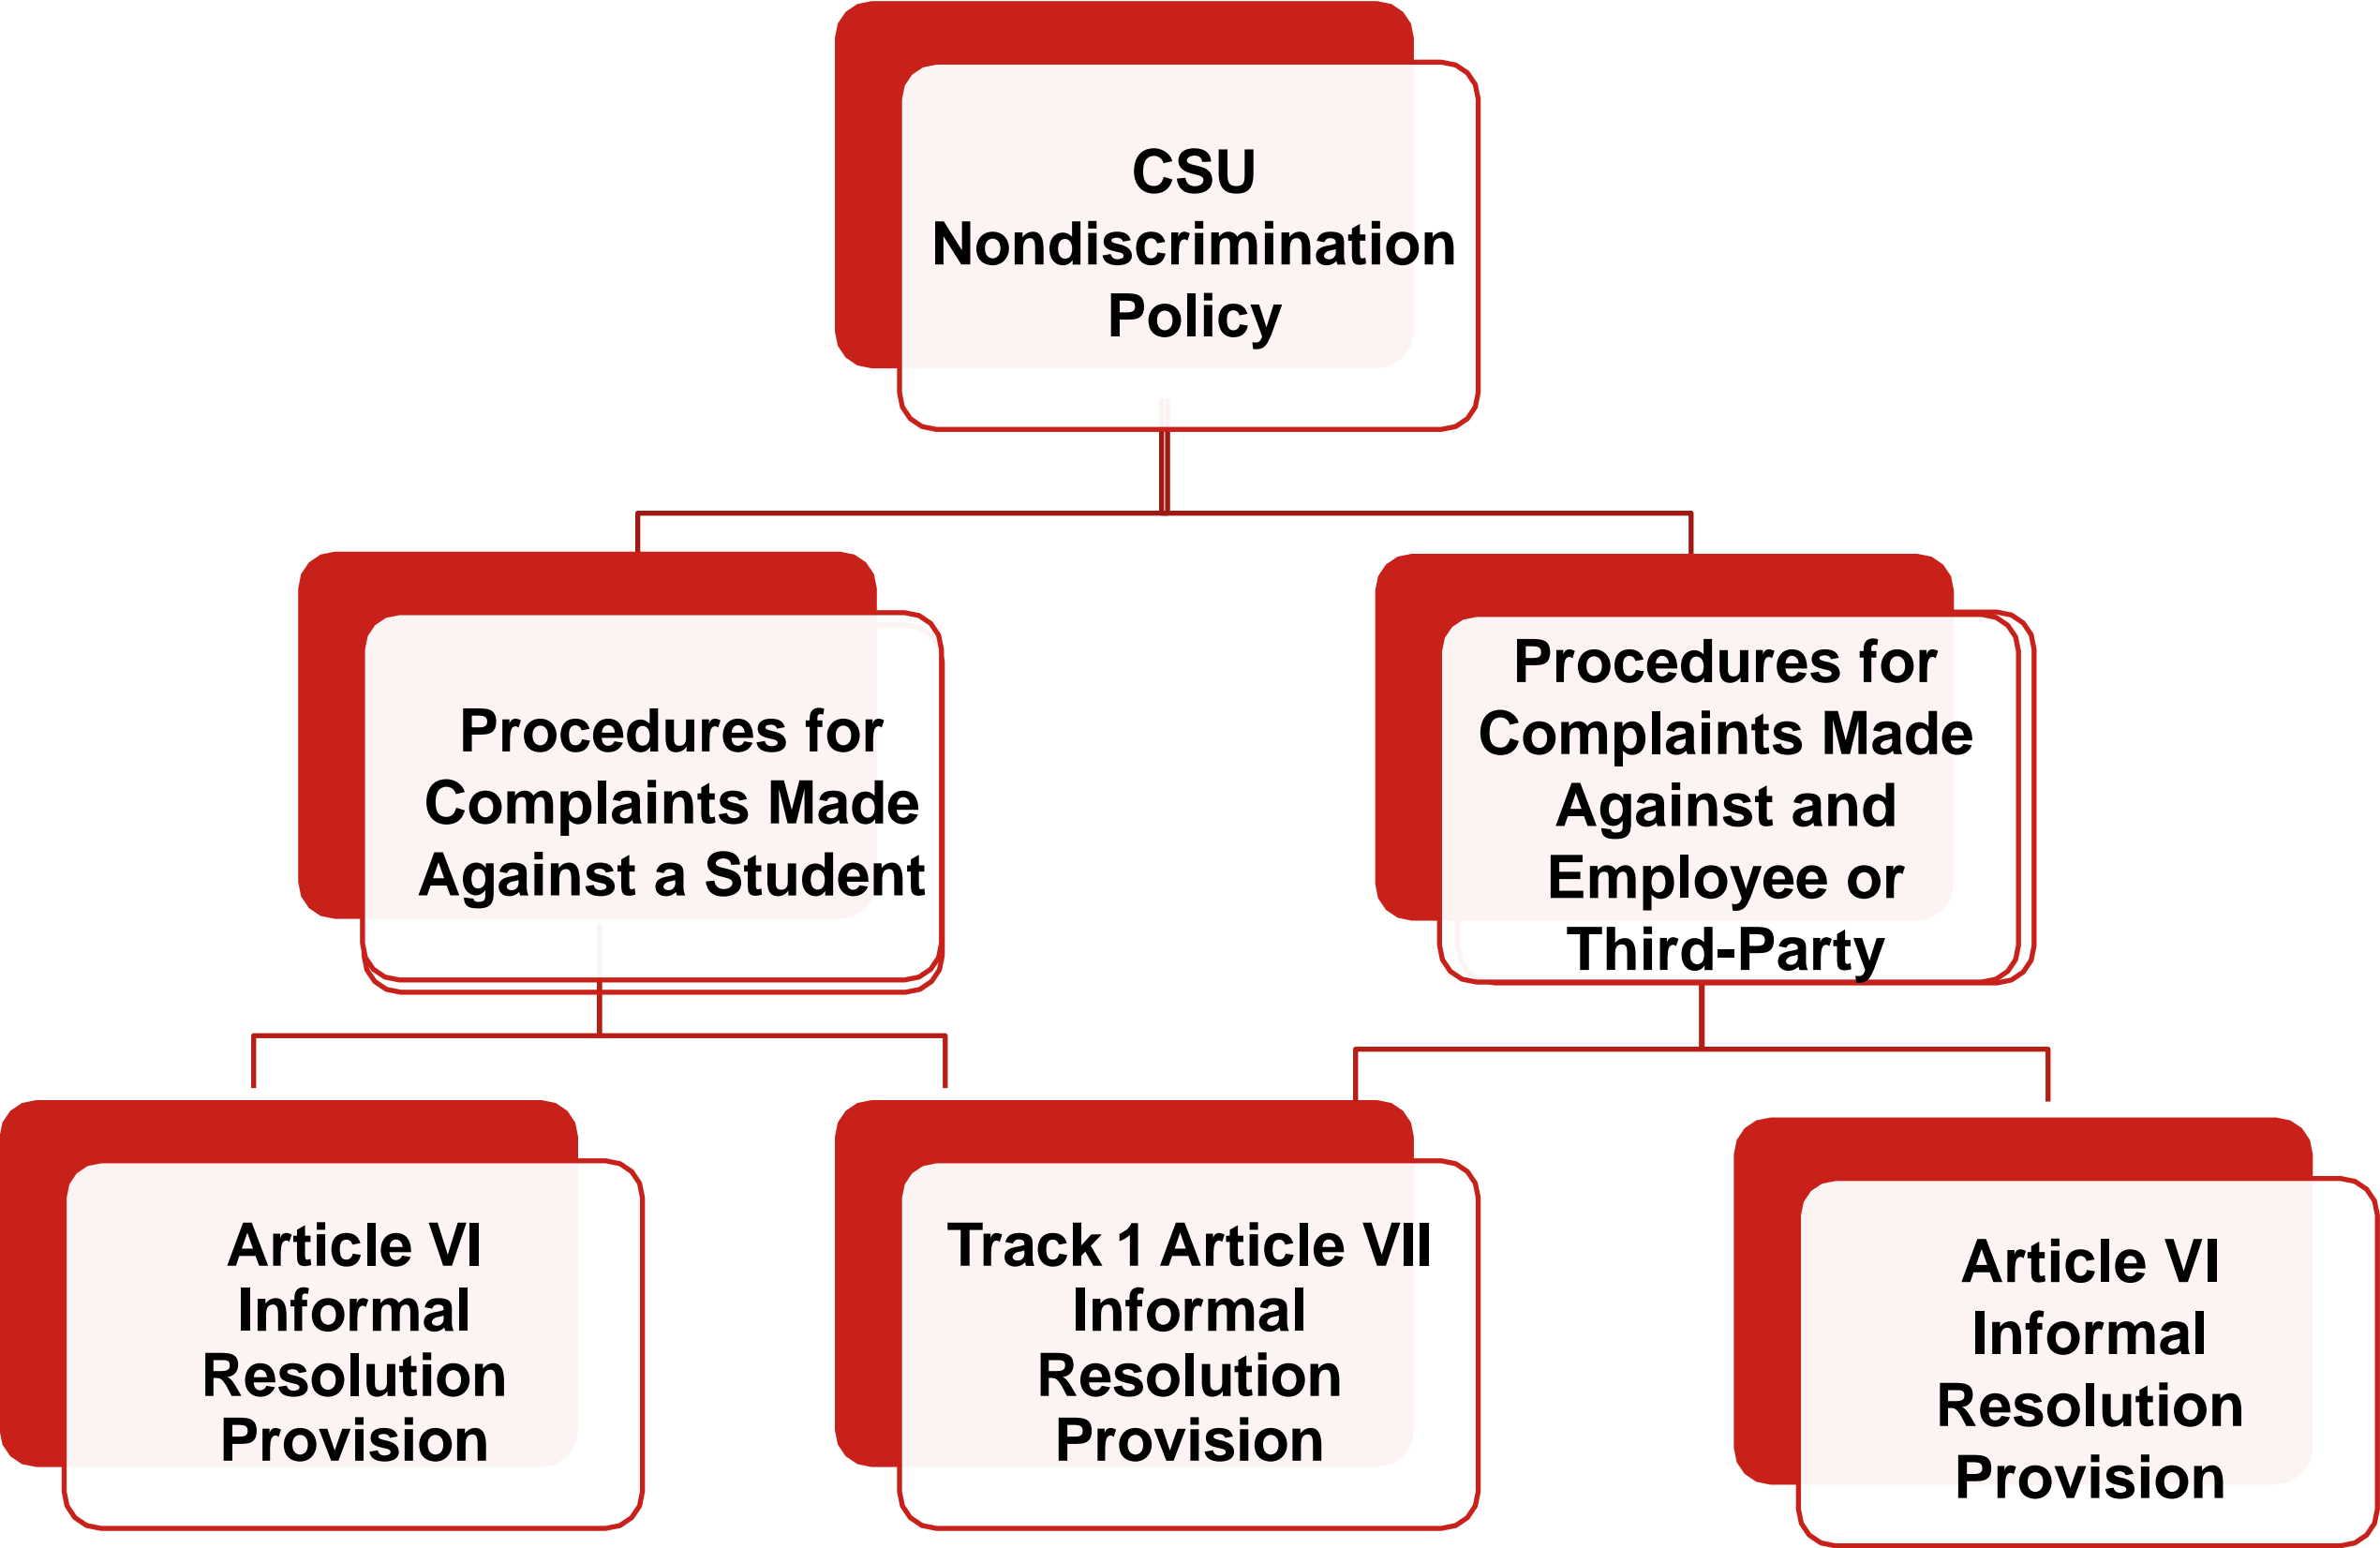 CSU
Nondiscrimination
Policy
Procedures for
Complaints Made
Against a Student
Procedures for
Complaints Made
Against and
Employee or
Third-Party
Article VI
Informal
Resolution
Provision
Track 1 Article VII
Informal
Resolution
Provision
Article VI
Informal
Resolution
Provision